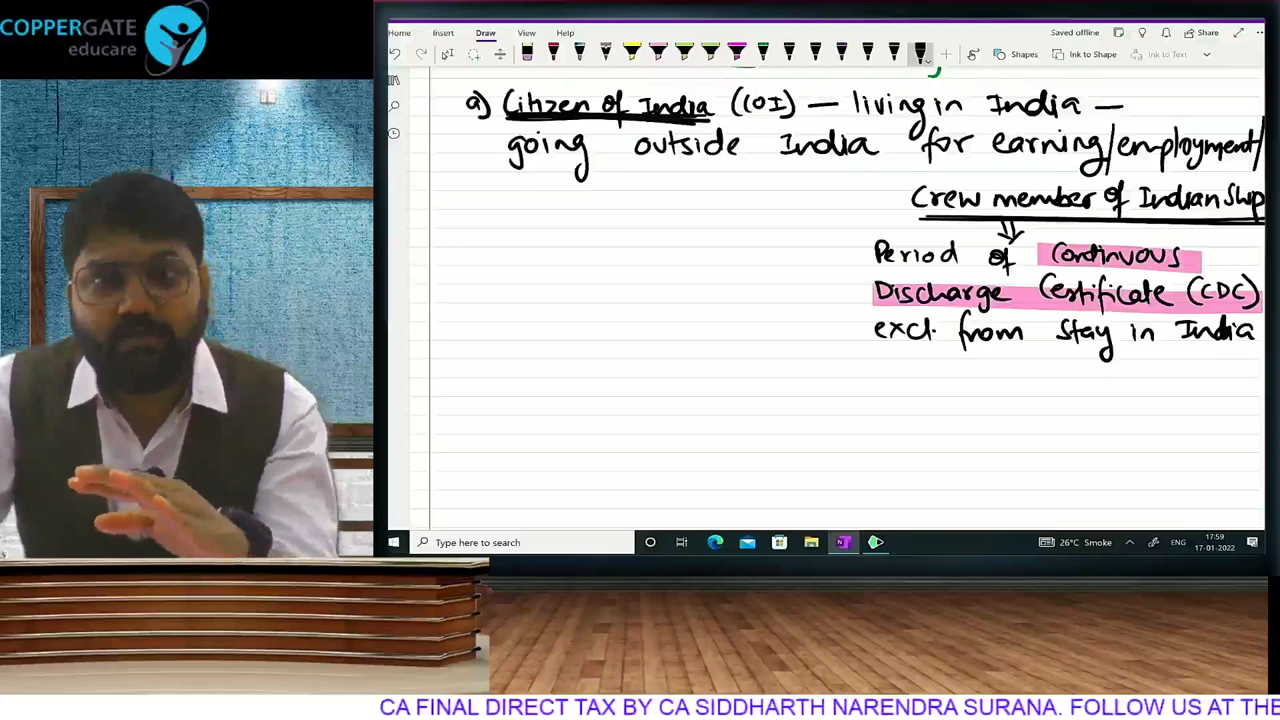 COPPERGATE
educare
Home Insert Draw View Help
Saved offline
Share
Shapes
Ink to Shape
Ink to Text
a) Citizen of India (COI) — living in India —
going outside India for earning/employment/
Crew member of Indian Ship
⇓
Period of Continuous
Discharge Certificate (CDC)
excl. from stay in India
Type here to search
26°C Smoke
ENG
17:59
17-01-2022
CA FINAL DIRECT TAX BY CA SIDDHARTH NARENDRA SURANA. FOLLOW US AT THE